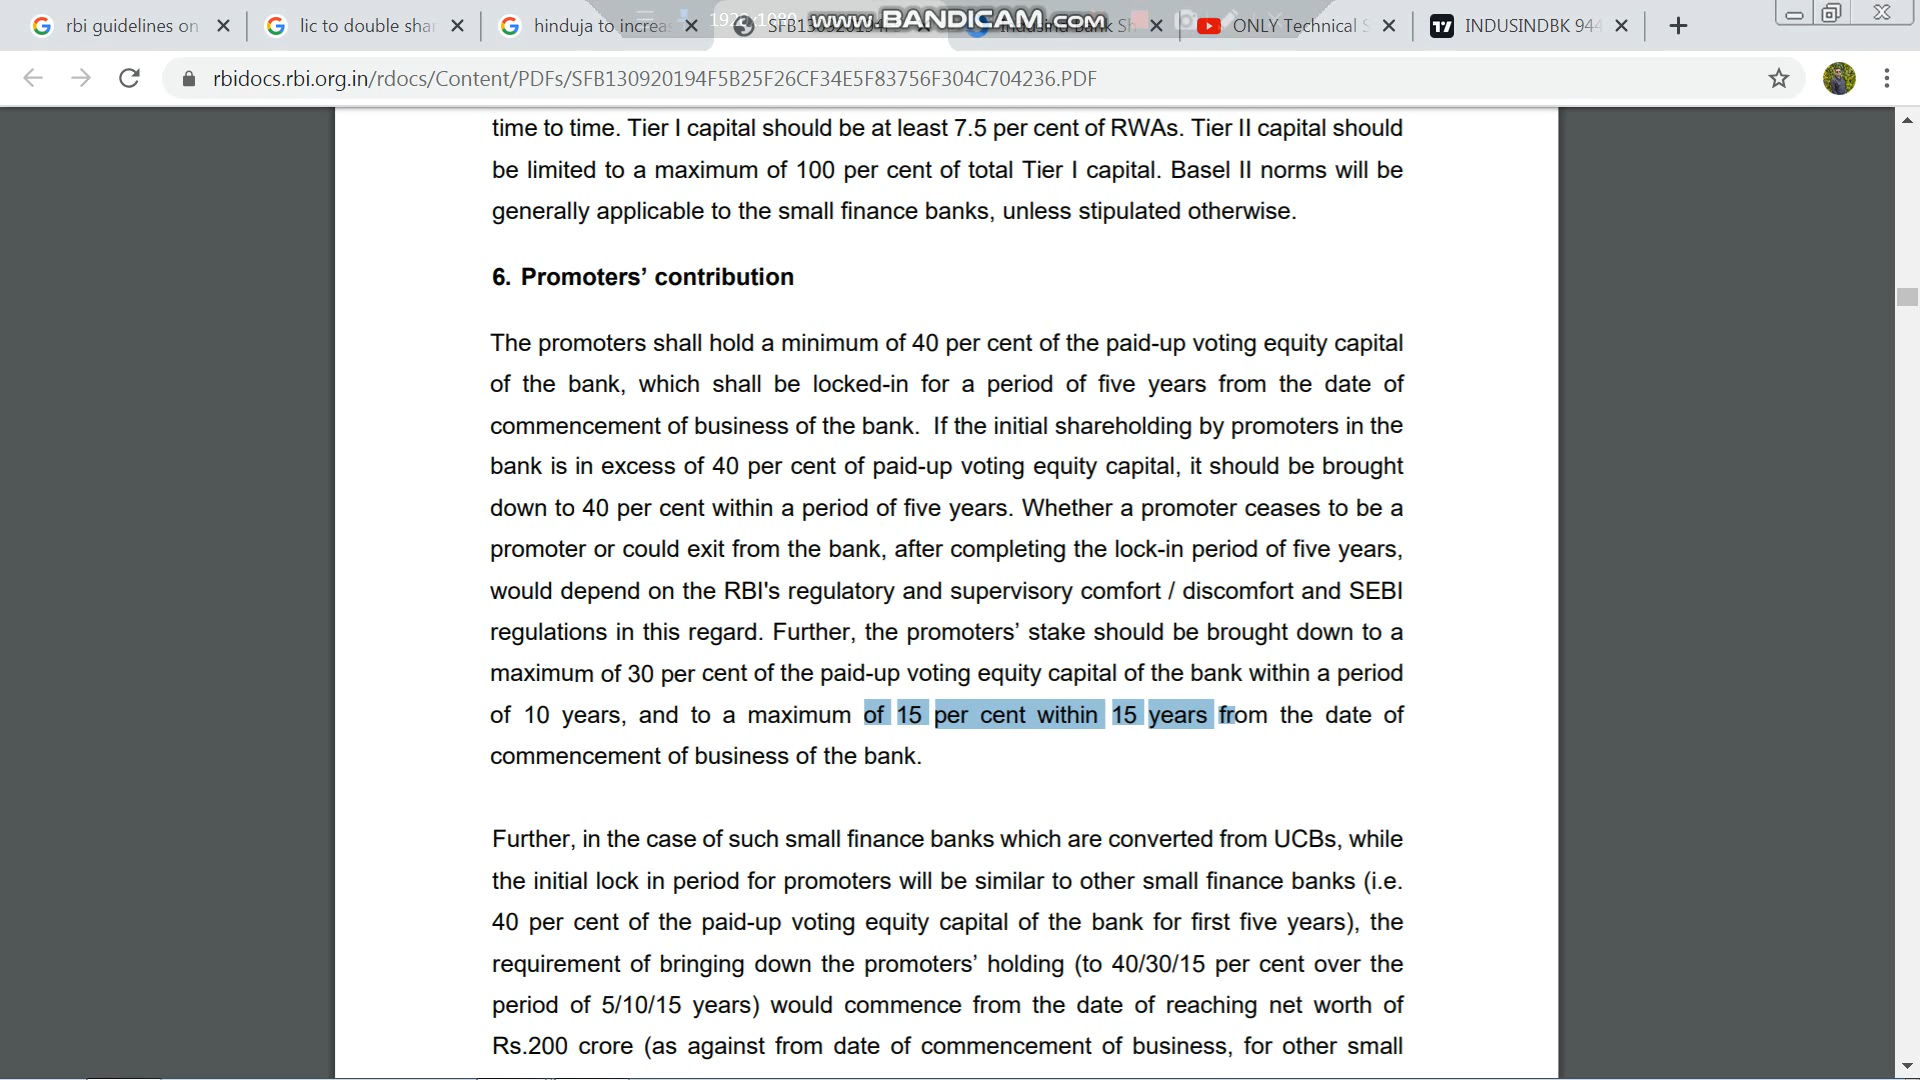 rbi guidelines on
lic to double sha
hinduja to increa
1920x1080
www.BANDICAM.com
Indusind Bank Sh
ONLY Technical S
INDUSINDBK 944
rbidocs.rbi.org.in/rdocs/Content/PDFs/SFB130920194F5B25F26CF34E5F83756F304C704236.PDF
time to time. Tier I capital should be at least 7.5 per cent of RWAs. Tier II capital should
be limited to a maximum of 100 per cent of total Tier I capital. Basel II norms will be
generally applicable to the small finance banks, unless stipulated otherwise.
6. Promoters’ contribution
The promoters shall hold a minimum of 40 per cent of the paid-up voting equity capital
of the bank, which shall be locked-in for a period of five years from the date of
commencement of business of the bank. If the initial shareholding by promoters in the
bank is in excess of 40 per cent of paid-up voting equity capital, it should be brought
down to 40 per cent within a period of five years. Whether a promoter ceases to be a
promoter or could exit from the bank, after completing the lock-in period of five years,
would depend on the RBI's regulatory and supervisory comfort / discomfort and SEBI
regulations in this regard. Further, the promoters’ stake should be brought down to a
maximum of 30 per cent of the paid-up voting equity capital of the bank within a period
of 10 years, and to a maximum of 15 per cent within 15 years from the date of
commencement of business of the bank.
Further, in the case of such small finance banks which are converted from UCBs, while
the initial lock in period for promoters will be similar to other small finance banks (i.e.
40 per cent of the paid-up voting equity capital of the bank for first five years), the
requirement of bringing down the promoters’ holding (to 40/30/15 per cent over the
period of 5/10/15 years) would commence from the date of reaching net worth of
Rs.200 crore (as against from date of commencement of business, for other small